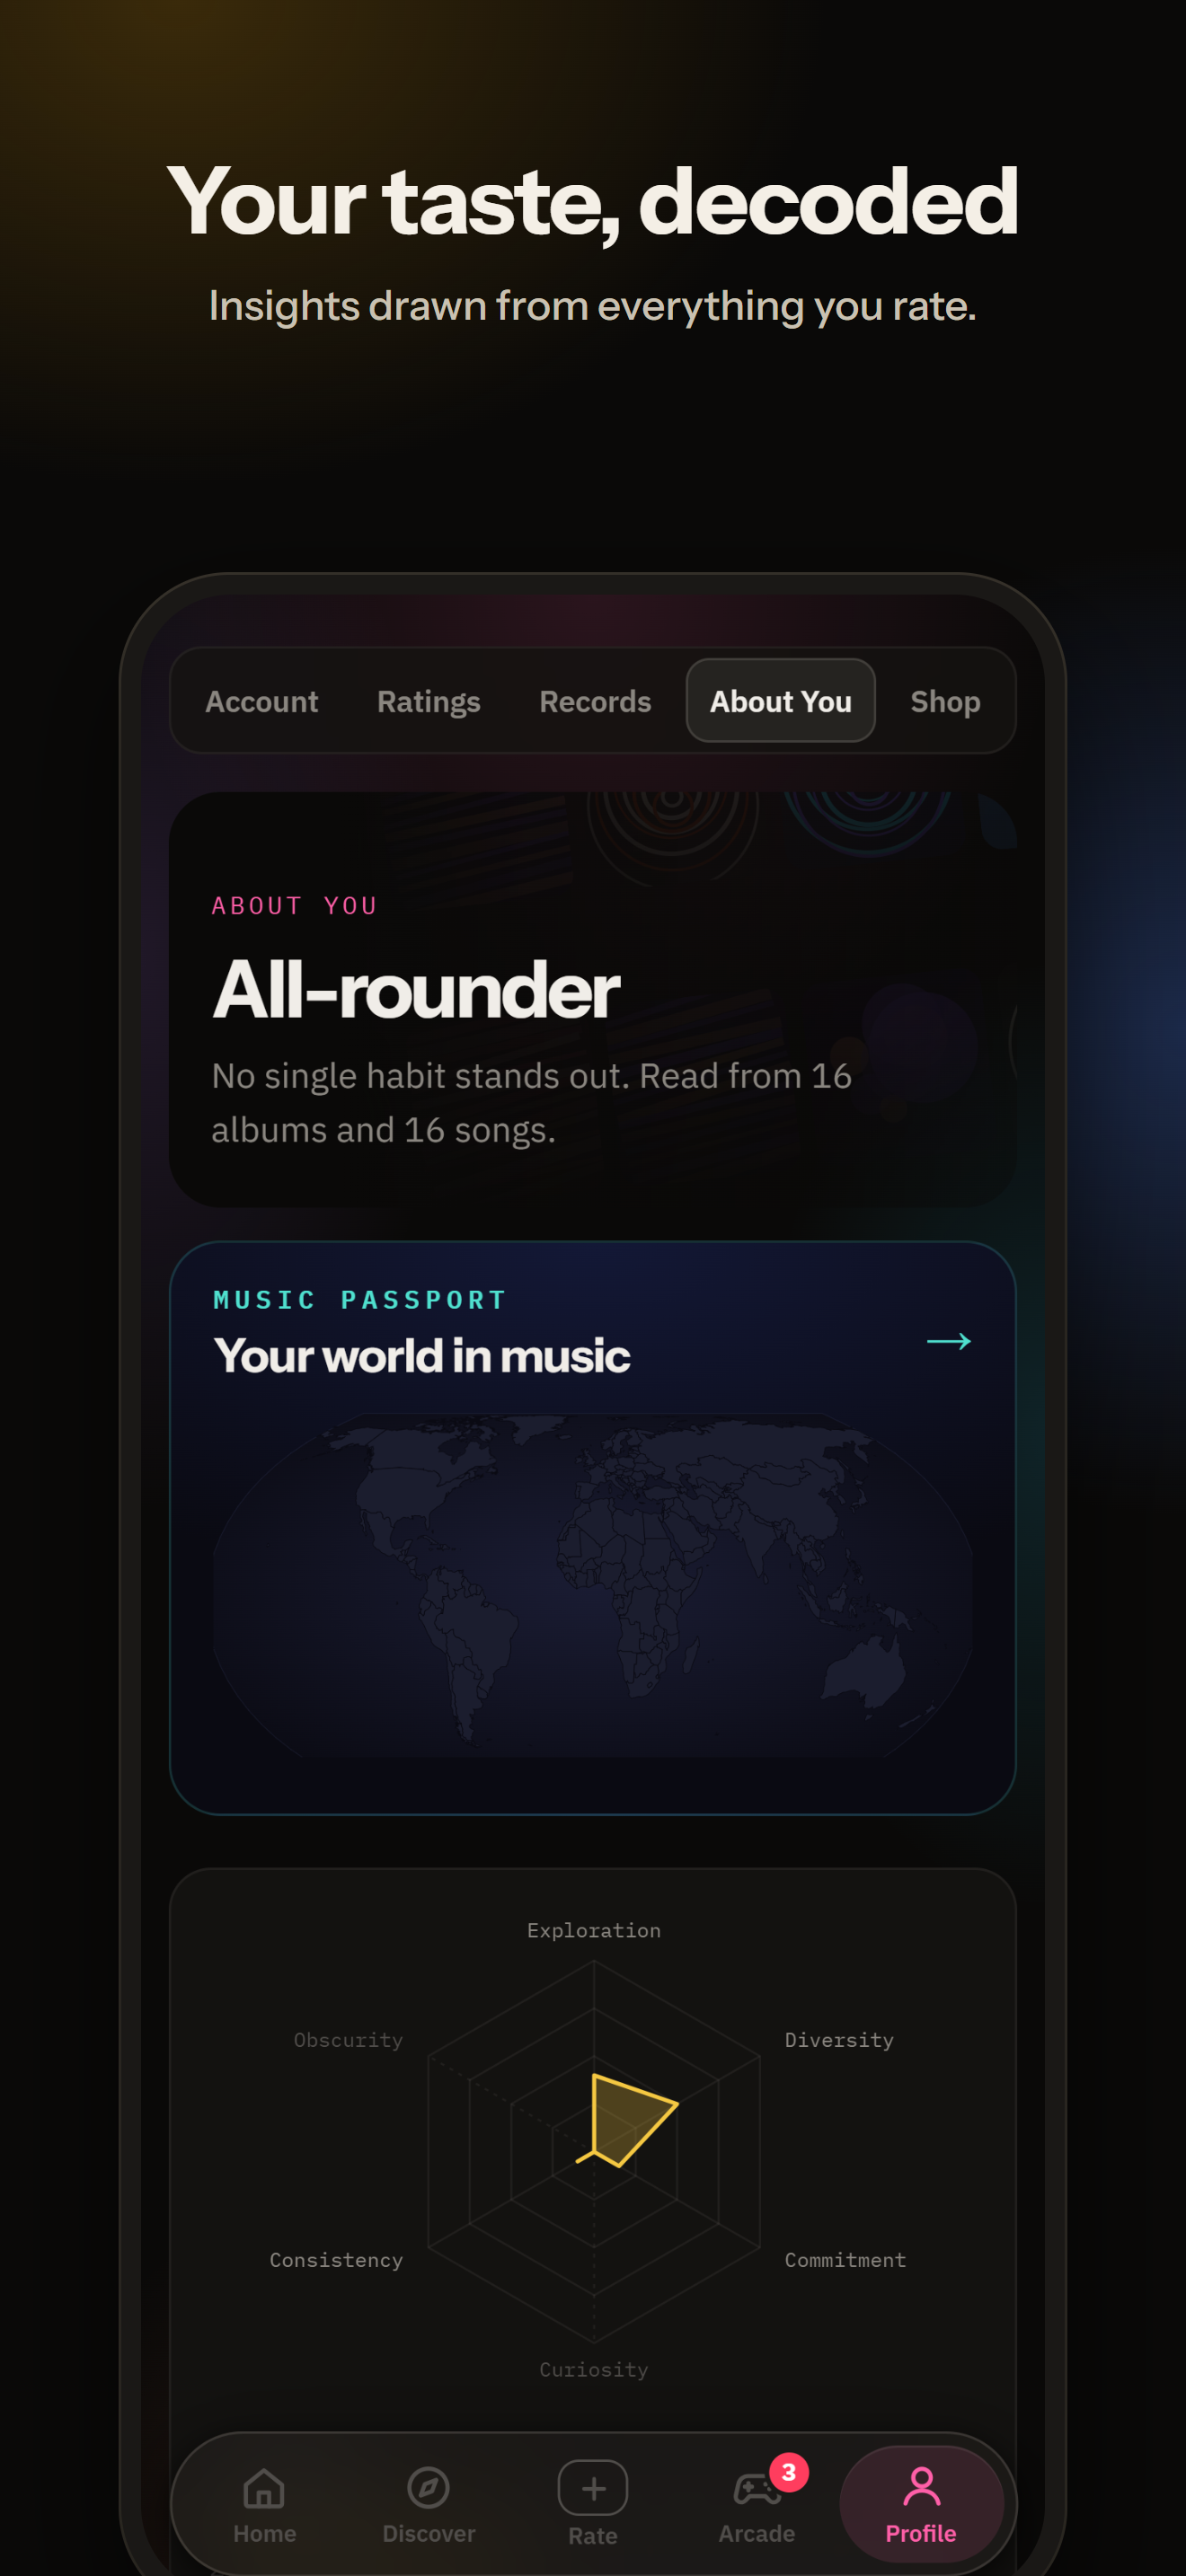 Your taste, decoded
Insights drawn from everything you rate.
Account Ratings Records About You Shop
ABOUT YOU
All-rounder
No single habit stands out. Read from 16
albums and 16 songs.
MUSIC PASSPORT
Your world in music
→
Exploration
Obscurity Diversity
Consistency Commitment
Curiosity
3
Home Discover Rate Arcade Profile